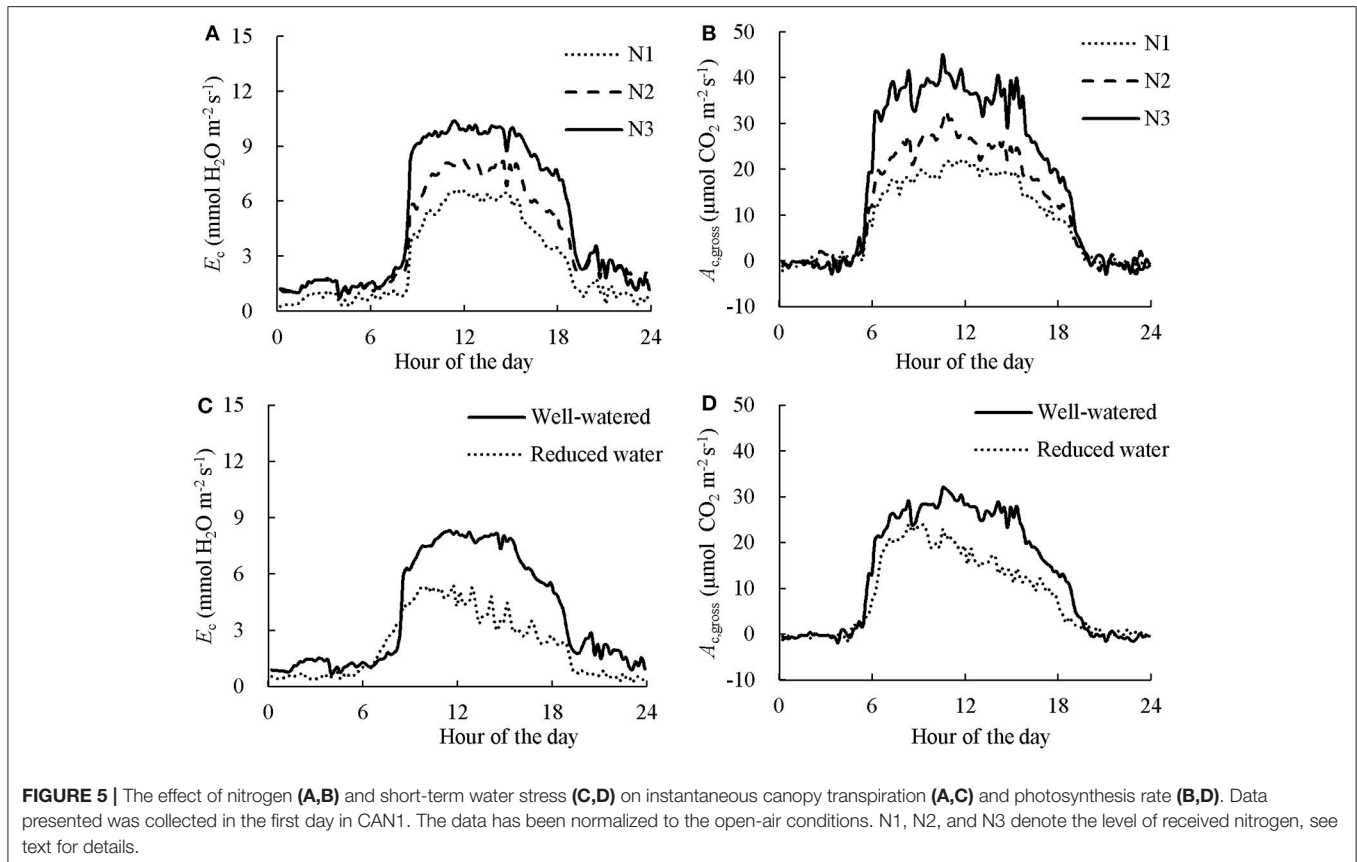 A
15
12
9
6
3
0
E_c (mmol H₂O m⁻² s⁻¹)
0 6 12 18 24
Hour of the day
N1
N2
N3
B
50
40
30
20
10
0
-10
A_c,gross (µmol CO₂ m⁻² s⁻¹)
0 6 12 18 24
Hour of the day
N1
N2
N3
C
15
12
9
6
3
0
E_c (mmol H₂O m⁻² s⁻¹)
0 6 12 18 24
Hour of the day
Well-watered
Reduced water
D
50
40
30
20
10
0
-10
A_c,gross (µmol CO₂ m⁻² s⁻¹)
0 6 12 18 24
Hour of the day
Well-watered
Reduced water
FIGURE 5 | The effect of nitrogen (A,B) and short-term water stress (C,D) on instantaneous canopy transpiration (A,C) and photosynthesis rate (B,D). Data
presented was collected in the first day in CAN1. The data has been normalized to the open-air conditions. N1, N2, and N3 denote the level of received nitrogen, see
text for details.